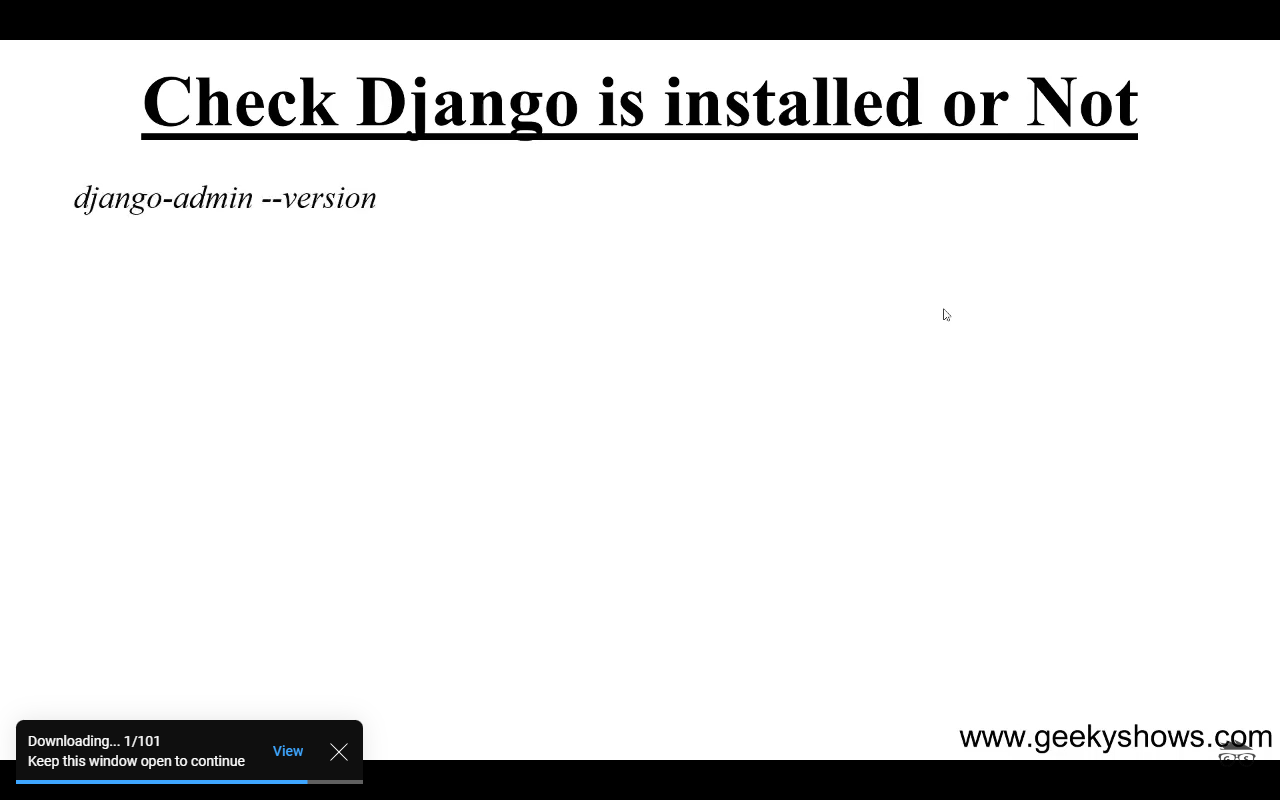 Check Django is installed or Not
django-admin --version
www.geekyshows.com
G S
Downloading... 1/101
Keep this window open to continue
View